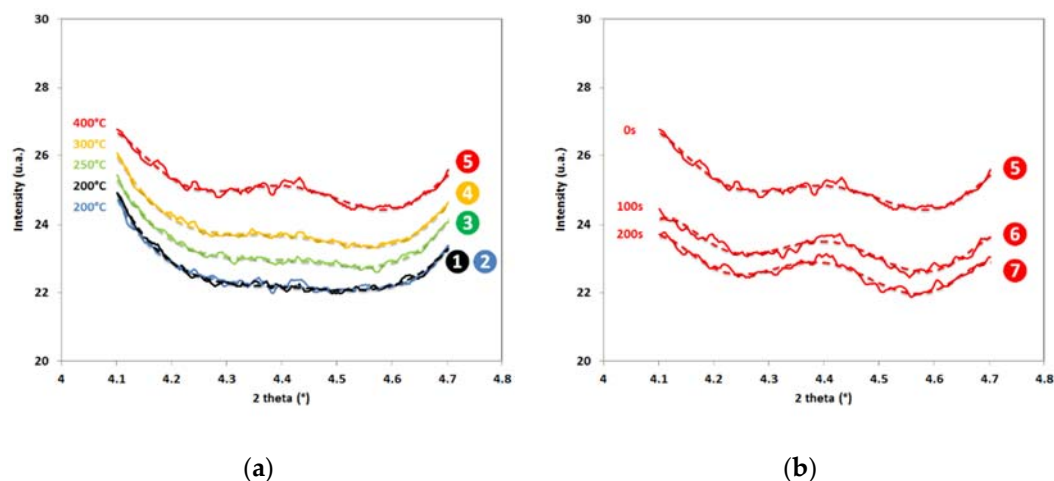 30
28
26
24
22
20
Intensity (u.a.)
400°C
300°C
250°C
200°C
200°C
5
4
3
1 2
4 4.1 4.2 4.3 4.4 4.5 4.6 4.7 4.8
2 theta (°)
(a)
30
28
26
24
22
20
Intensity (u.a.)
0s
100s
200s
5
6
7
4 4.1 4.2 4.3 4.4 4.5 4.6 4.7 4.8
2 theta (°)
(b)